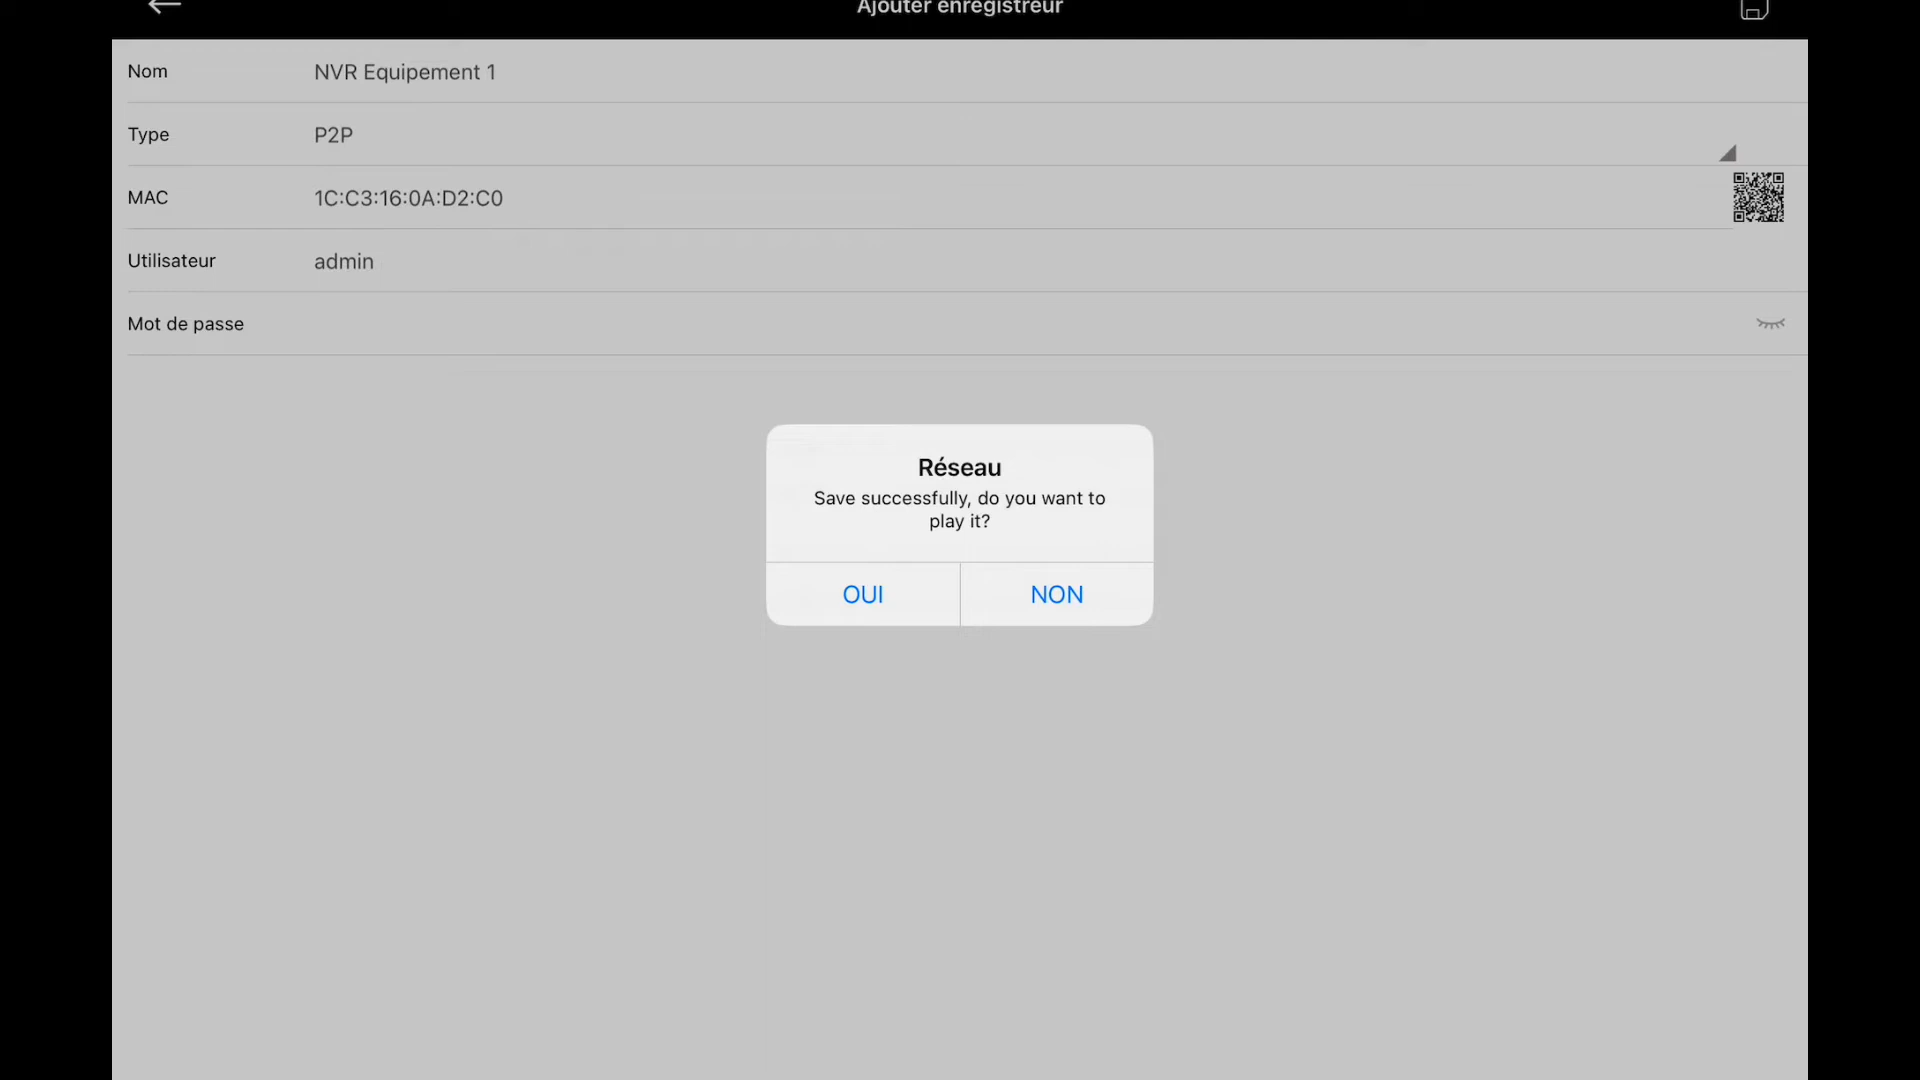 Ajouter enregistreur
Nom NVR Equipement 1
Type P2P
MAC 1C:C3:16:0A:D2:C0
Utilisateur admin
Mot de passe
Réseau
Save successfully, do you want to
play it?
OUI NON